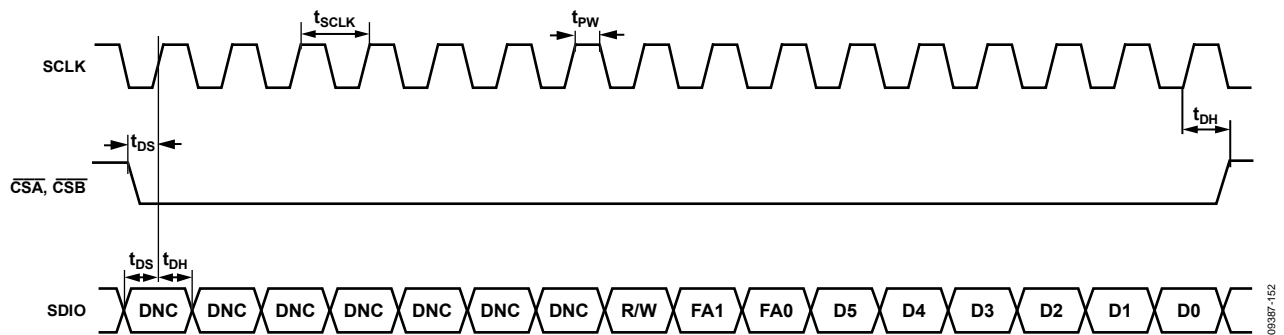 tSCLK
tPW
SCLK
tDH
tDS
CSA, CSB
tDS tDH
SDIO DNC DNC DNC DNC DNC DNC DNC R/W FA1 FA0 D5 D4 D3 D2 D1 D0
09387-152